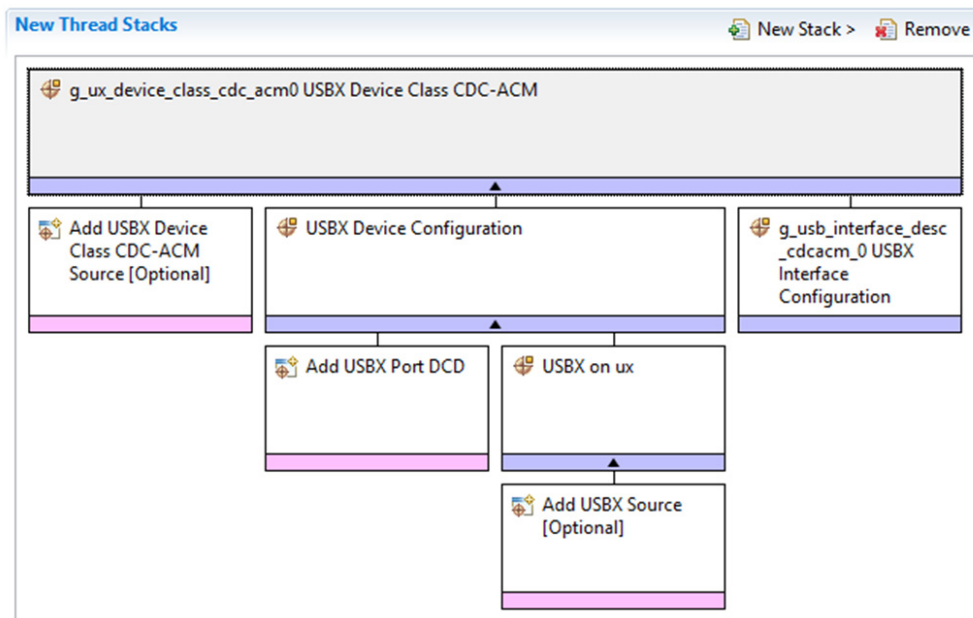 New Thread Stacks
New Stack >
Remove
g_ux_device_class_cdc_acm0 USBX Device Class CDC-ACM
Add USBX Device
Class CDC-ACM
Source [Optional]
USBX Device Configuration
g_usb_interface_desc
_cdcacm_0 USBX
Interface
Configuration
Add USBX Port DCD
USBX on ux
Add USBX Source
[Optional]